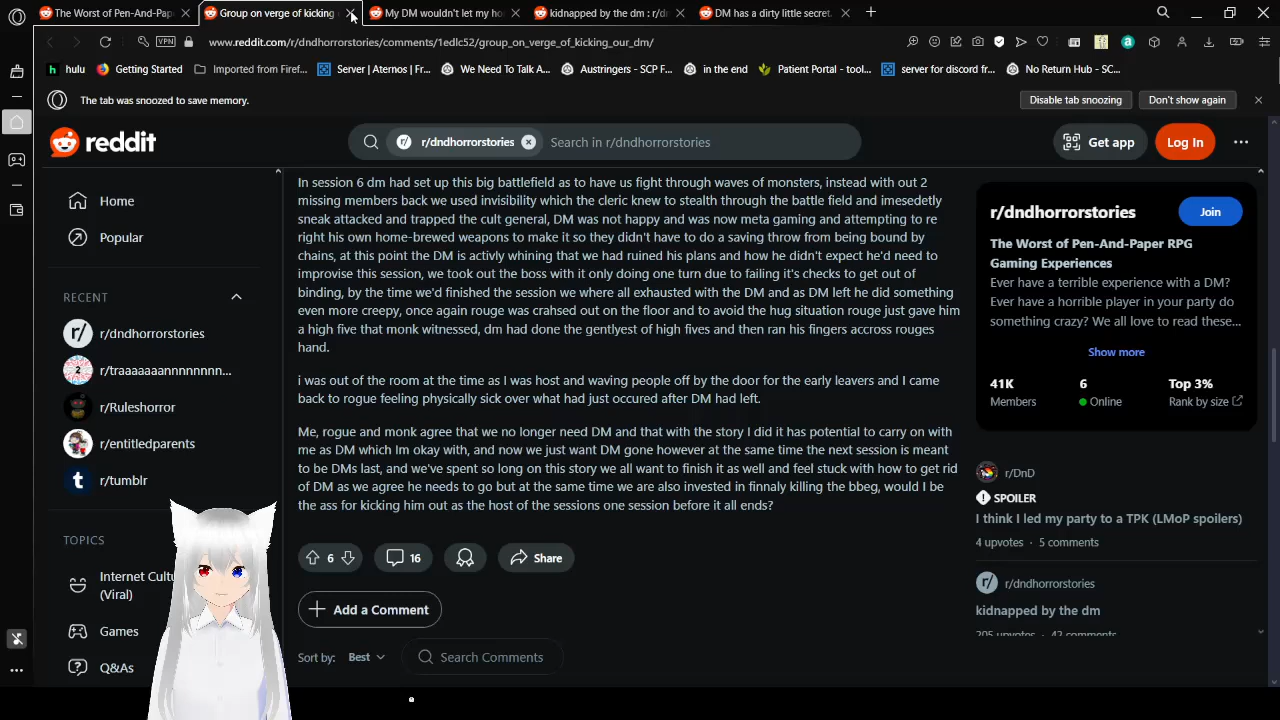 The Worst of Pen-And-Pap
Group on verge of kicking
My DM wouldn't let my ho
kidnapped by the dm : r/d
DM has a dirty little secret
VPN
www.reddit.com/r/dndhorrorstories/comments/1edlc52/group_on_verge_of_kicking_our_dm/
hulu
Getting Started
Imported from Firef...
Server | Aternos | Fr...
We Need To Talk A...
Austringers - SCP F...
in the end
Patient Portal - tool...
server for discord fr...
No Return Hub - SC...
The tab was snoozed to save memory.
Disable tab snoozing
Don't show again
reddit
r/dndhorrorstories
Search in r/dndhorrorstories
Get app
Log In
Home
Popular
RECENT
r/dndhorrorstories
r/traaaaaaannnnnnnn...
r/Ruleshorror
r/entitledparents
r/tumblr
TOPICS
Internet Cultu
(Viral)
Games
Q&As
In session 6 dm had set up this big battlefield as to have us fight through waves of monsters, instead with out 2
missing members back we used invisibility which the cleric knew to stealth through the battle field and imesedetly
sneak attacked and trapped the cult general, DM was not happy and was now meta gaming and attempting to re
right his own home-brewed weapons to make it so they didn't have to do a saving throw from being bound by
chains, at this point the DM is activly whining that we had ruined his plans and how he didn't expect he'd need to
improvise this session, we took out the boss with it only doing one turn due to failing it's checks to get out of
binding, by the time we'd finished the session we where all exhausted with the DM and as DM left he did something
even more creepy, once again rouge was crahsed out on the floor and to avoid the hug situation rouge just gave him
a high five that monk witnessed, dm had done the gentlyest of high fives and then ran his fingers accross rouges
hand.
i was out of the room at the time as I was host and waving people off by the door for the early leavers and I came
back to rogue feeling physically sick over what had just occured after DM had left.
Me, rogue and monk agree that we no longer need DM and that with the story I did it has potential to carry on with
me as DM which Im okay with, and now we just want DM gone however at the same time the next session is meant
to be DMs last, and we've spent so long on this story we all want to finish it as well and feel stuck with how to get rid
of DM as we agree he needs to go but at the same time we are also invested in finnaly killing the bbeg, would I be
the ass for kicking him out as the host of the sessions one session before it all ends?
6
16
Share
Add a Comment
Sort by:
Best
Search Comments
r/dndhorrorstories
Join
The Worst of Pen-And-Paper RPG
Gaming Experiences
Ever have a terrible experience with a DM?
Ever have a horrible player in your party do
something crazy? We all love to read these...
Show more
41K
6
Top 3%
Members
Online
Rank by size
r/DnD
SPOILER
I think I led my party to a TPK (LMoP spoilers)
4 upvotes · 5 comments
r/dndhorrorstories
kidnapped by the dm
205 upvotes · 42 comments